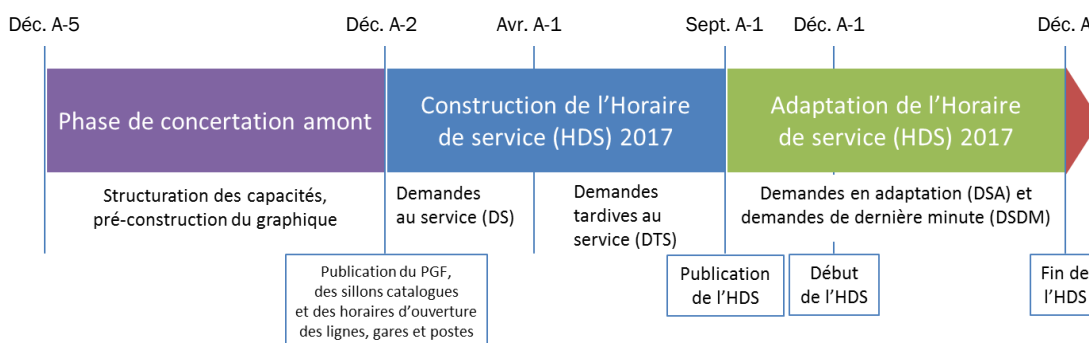 Déc. A-5
Déc. A-2
Avr. A-1
Sept. A-1
Déc. A-1
Déc. A
Phase de concertation amont
Construction de l'Horaire
de service (HDS) 2017
Adaptation de l'Horaire
de service (HDS) 2017
Structuration des capacités,
pré-construction du graphique
Demandes
au service (DS)
Demandes
tardives au
service (DTS)
Demandes en adaptation (DSA) et
demandes de dernière minute (DSDM)
Publication du PGF,
des sillons catalogues
et des horaires d'ouverture
des lignes, gares et postes
Publication
de l'HDS
Début
de l'HDS
Fin de
l'HDS